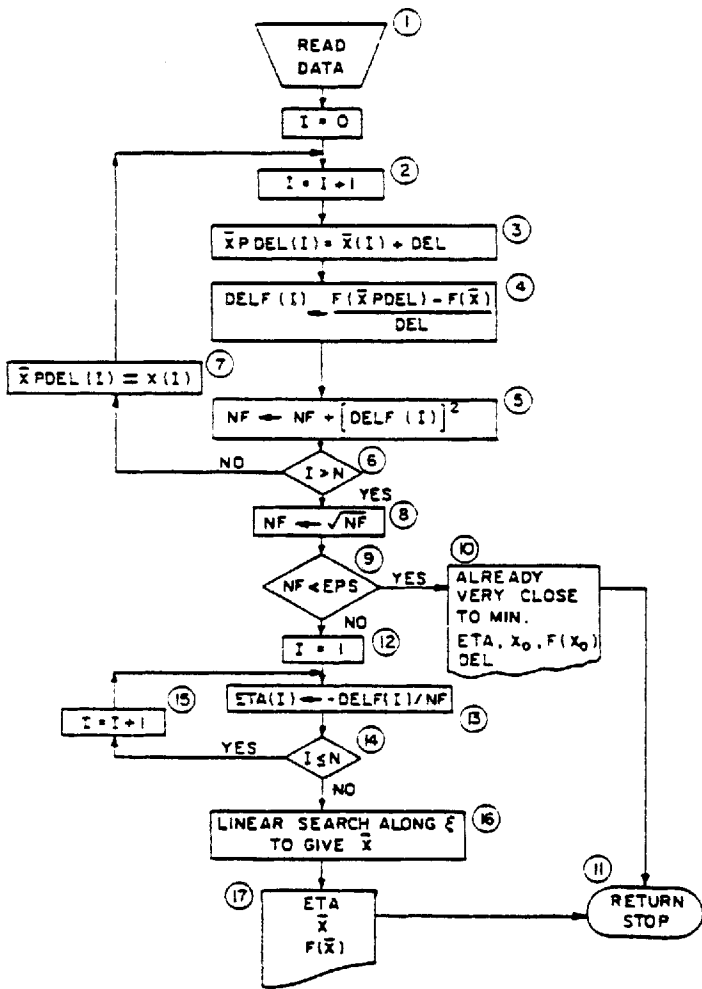 1
READ
DATA
I = 0
2
I = I + 1
3
x̄PDEL(I) = x̄(I) + DEL
4
DELF (I) ← F(x̄PDEL) - F(x̄)
DEL
7
x̄PDEL (I) = x(I)
5
NF ← NF + [DELF (I)]²
6
NO
I > N
YES
8
NF ← √NF
9
NF < EPS
YES
10
ALREADY
VERY CLOSE
TO MIN.
ETA, X₀, F(X₀)
DEL
NO
12
I = 1
15
I = I + 1
ETA(I) ← -DELF(I)/NF
13
14
YES
I ≤ N
NO
16
LINEAR SEARCH ALONG ξ
TO GIVE x̄
17
ETA
x̄
F(x̄)
11
RETURN
STOP